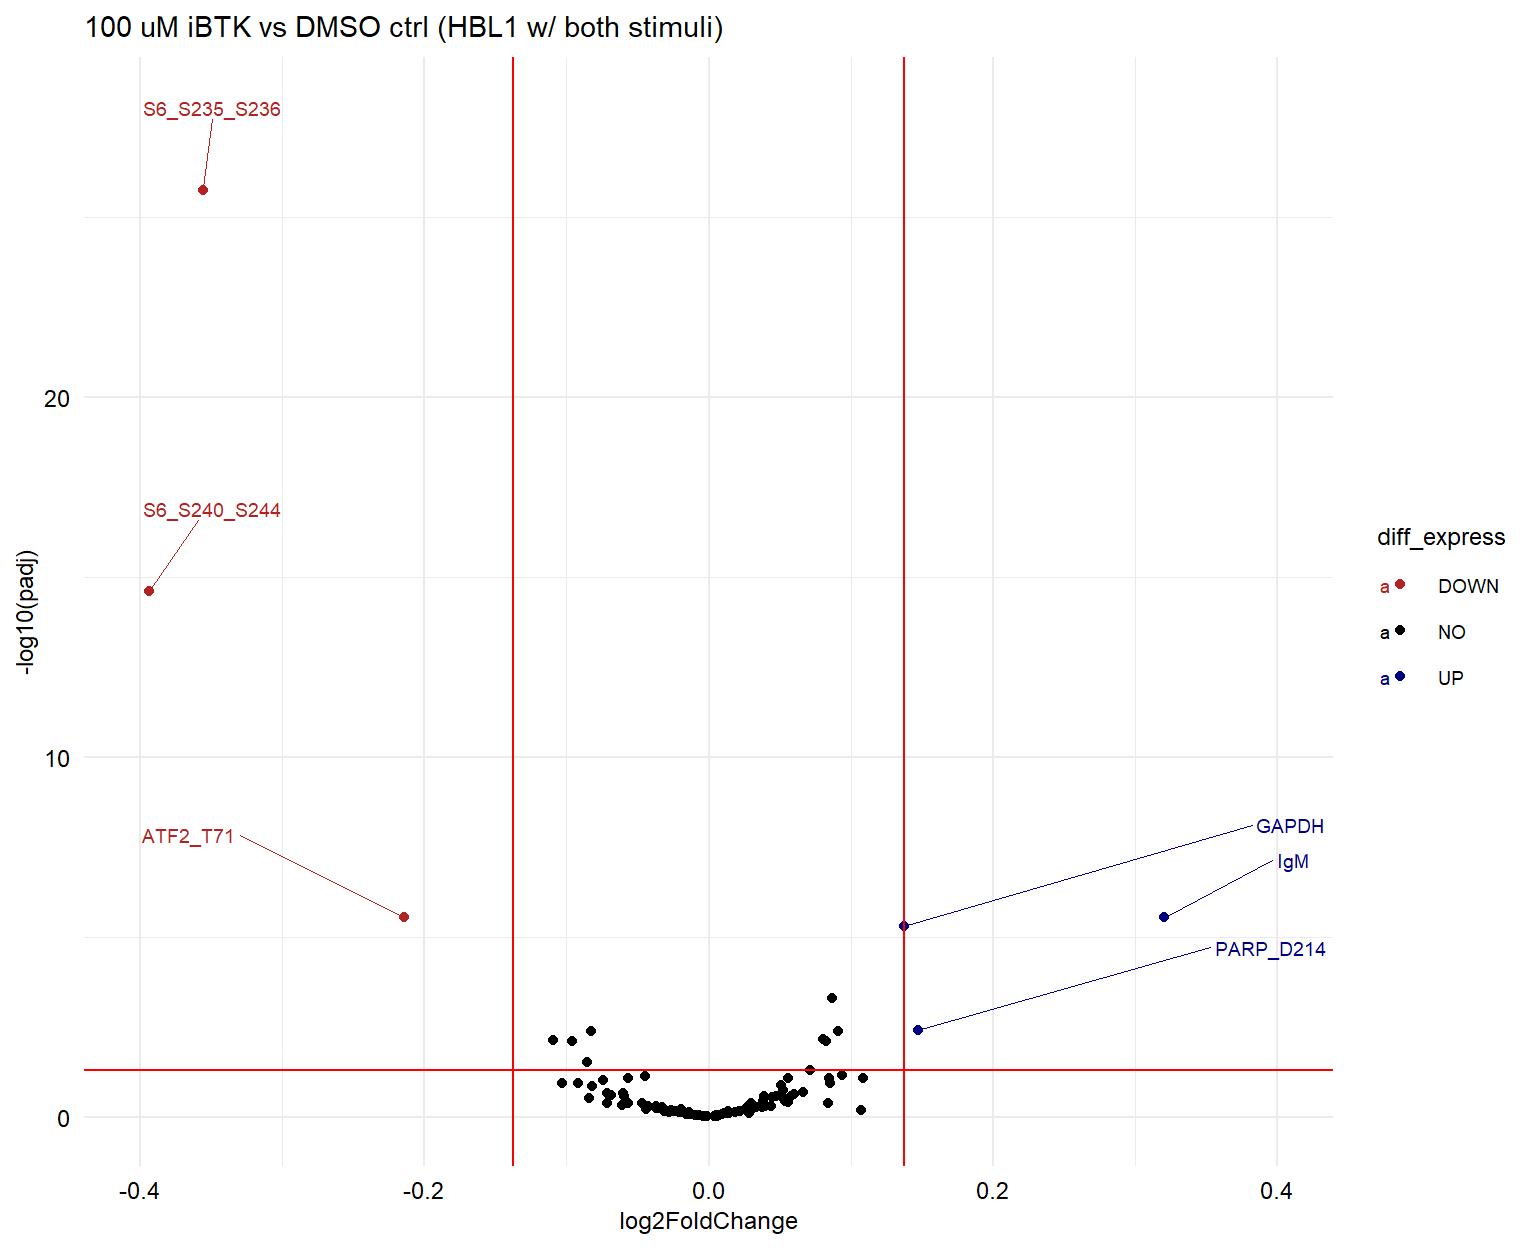 100 uM iBTK vs DMSO ctrl (HBL1 w/ both stimuli)
S6_S235_S236
20
S6_S240_S244
-log10(padj)
10
ATF2_T71
GAPDH
IgM
PARP_D214
0
-0.4
-0.2
0.0
0.2
0.4
log2FoldChange
diff_express
a DOWN
a NO
a UP